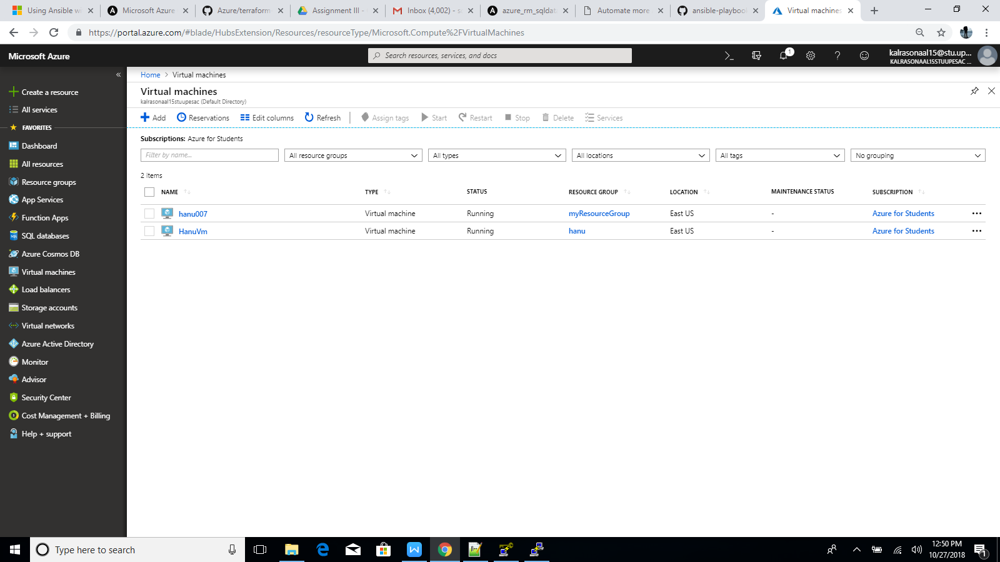 Using Ansible w
Microsoft Azure
Azure/terraform
Assignment III -
Inbox (4,002) - s
azure_rm_sqldat
Automate more
ansible-playboo
Virtual machines
https://portal.azure.com/#blade/HubsExtension/Resources/resourceType/Microsoft.Compute%2FVirtualMachines
Microsoft Azure
Search resources, services, and docs
1
kalrasonaal15@stu.up...
KALRASONAAL15STUUPESAC ...
Create a resource
All services
FAVORITES
Dashboard
All resources
Resource groups
App Services
Function Apps
SQL databases
Azure Cosmos DB
Virtual machines
Load balancers
Storage accounts
Virtual networks
Azure Active Directory
Monitor
Advisor
Security Center
Cost Management + Billing
Help + support
Home > Virtual machines
Virtual machines
kalrasonaal15stuupesac (Default Directory)
Add Reservations Edit columns Refresh Assign tags Start Restart Stop Delete Services
Subscriptions: Azure for Students
Filter by name... All resource groups All types All locations All tags No grouping
2 items
NAME TYPE STATUS RESOURCE GROUP LOCATION MAINTENANCE STATUS SUBSCRIPTION
hanu007 Virtual machine Running myResourceGroup East US - Azure for Students
HanuVm Virtual machine Running hanu East US - Azure for Students
Type here to search
12:50 PM
10/27/2018
1